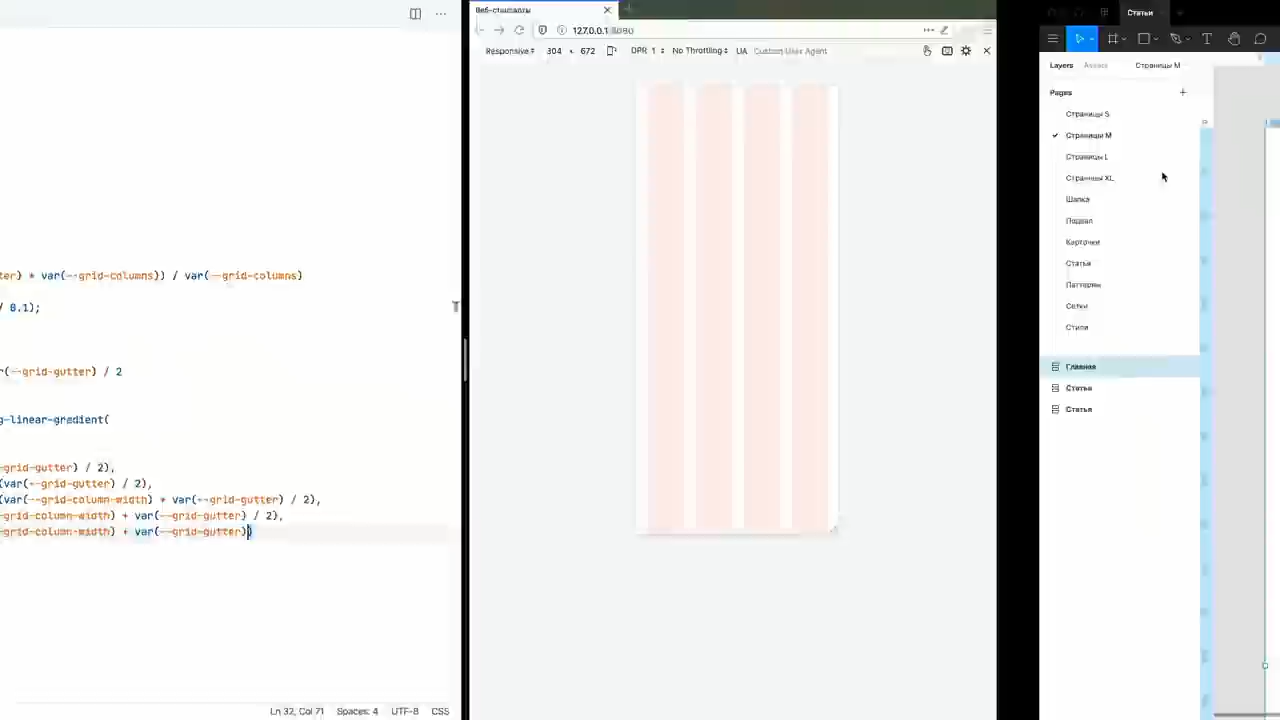 ter) * var(--grid-columns)) / var(--grid-columns)
/ 0.1);
r(--grid-gutter) / 2
g-linear-gradient(
-grid-gutter) / 2),
(var(--grid-gutter) / 2),
(var(--grid-column-width) + var(--grid-gutter) / 2),
-grid-column-width) + var(--grid-gutter) / 2),
-grid-column-width) + var(--grid-gutter))
Ln 32, Col 71 Spaces: 4 UTF-8 CSS
Веб-стандарты
127.0.0.1:8080
Responsive 304 × 672 DPR 1 No Throttling UA Custom User Agent
Статьи
Layers Assets Страницы M
Pages
Страницы S
Страницы M
Страницы L
Страницы XL
Шапка
Подвал
Карточки
Статья
Паттерны
Сетки
Стили
Главная
Статьи
Статья